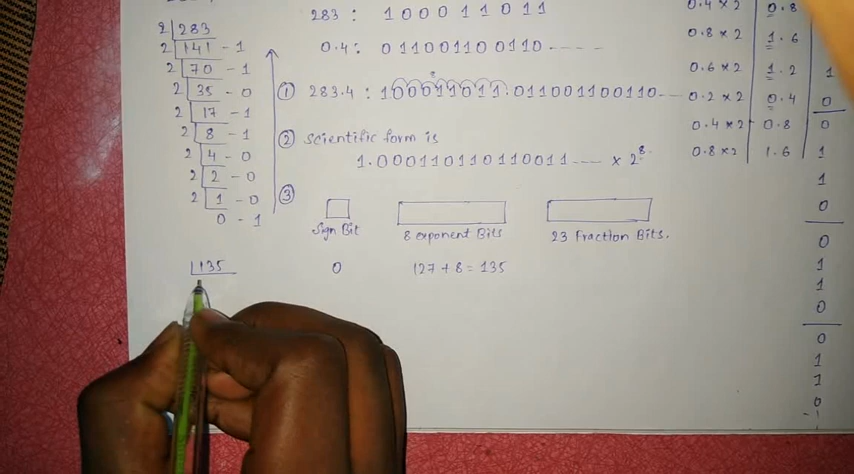 2 283
2 141 - 1
2 70 - 1
2 35 - 0
2 17 - 1
2 8 - 1
2 4 - 0
2 2 - 0
2 1 - 0
0 - 1
283 : 1 0 0 0 1 1 0 1 1
0.4 : 0 1 1 0 0 1 1 0 0 1 1 0 - - - -
① 283.4 : 100011011.011001100110---
8
② Scientific form is
1.000110110110011---- × 2^8.
③
Sign Bit 8 exponent Bits 23 Fraction Bits.
0 127 + 8 = 135
135
0.4 × 2 0.8
0.8 × 2 1.6
0.6 × 2 1.2
0.2 × 2 0.4
0.4 × 2 0.8
0.8 × 2 1.6
1
0
0
1
1
0
0
1
1
0
0
1
1
0